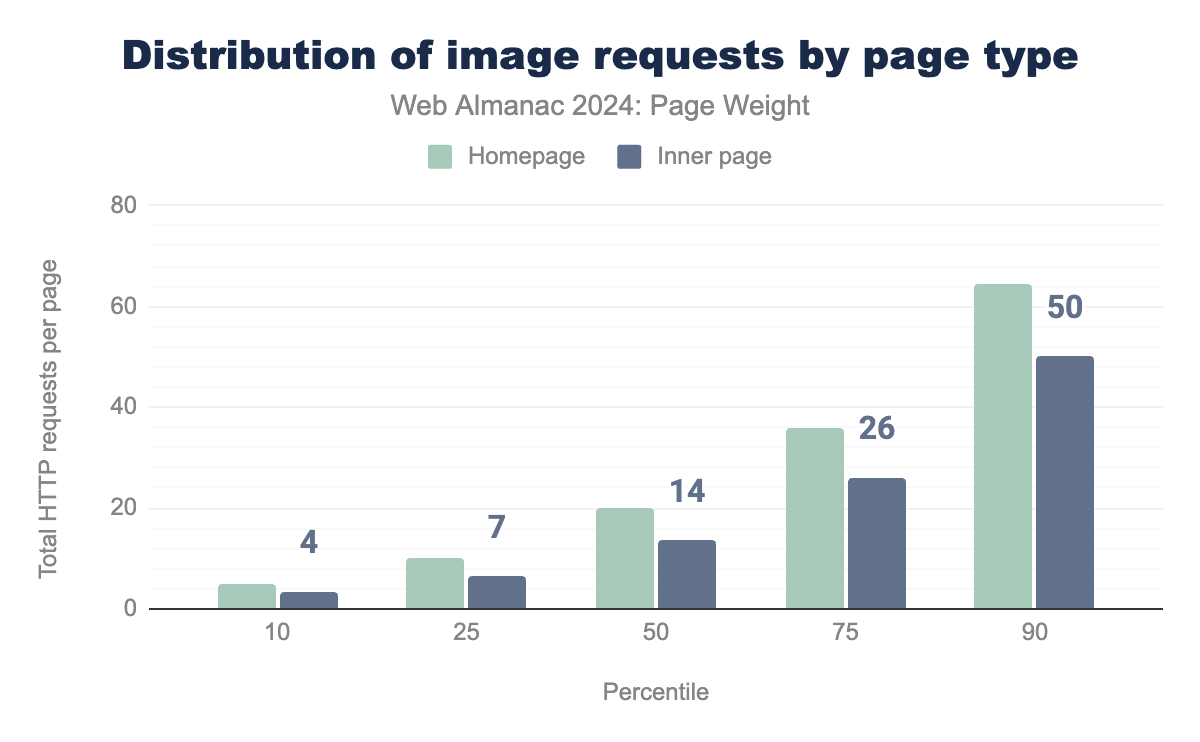 Distribution of image requests by page type
Web Almanac 2024: Page Weight
Homepage Inner page
Total HTTP requests per page
80
60
40
20
0
4
7
14
26
50
10 25 50 75 90
Percentile